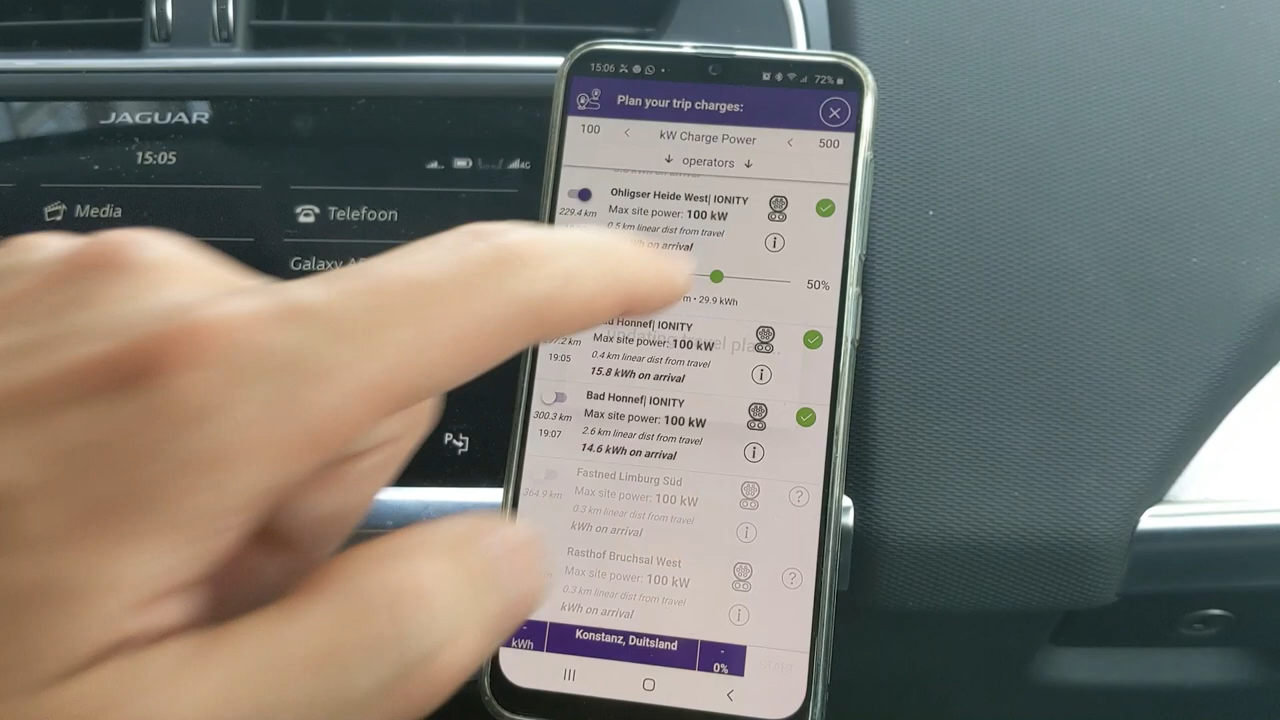 JAGUAR
15:05
4G
Media
Telefoon
Galaxy
15:06
72%
Plan your trip charges:
100 < kW Charge Power < 500
↓ operators ↓
Ohligser Heide West| IONITY
229.4 km
Max site power: 100 kW
0.5 km linear dist from travel
on arrival
50%
• 29.9 kWh
Honnef| IONITY
Max site power: 100 kW
updating travel
0.4 km linear dist from travel
19:05
15.8 kWh on arrival
Bad Honnef| IONITY
300.3 km
Max site power: 100 kW
19:07
2.6 km linear dist from travel
14.6 kWh on arrival
Fastned Limburg Süd
364.9 km
Max site power: 100 kW
0.3 km linear dist from travel
kWh on arrival
Rasthof Bruchsal West
Max site power: 100 kW
0.3 km linear dist from travel
kWh on arrival
- kWh
Konstanz, Duitsland
- 0%